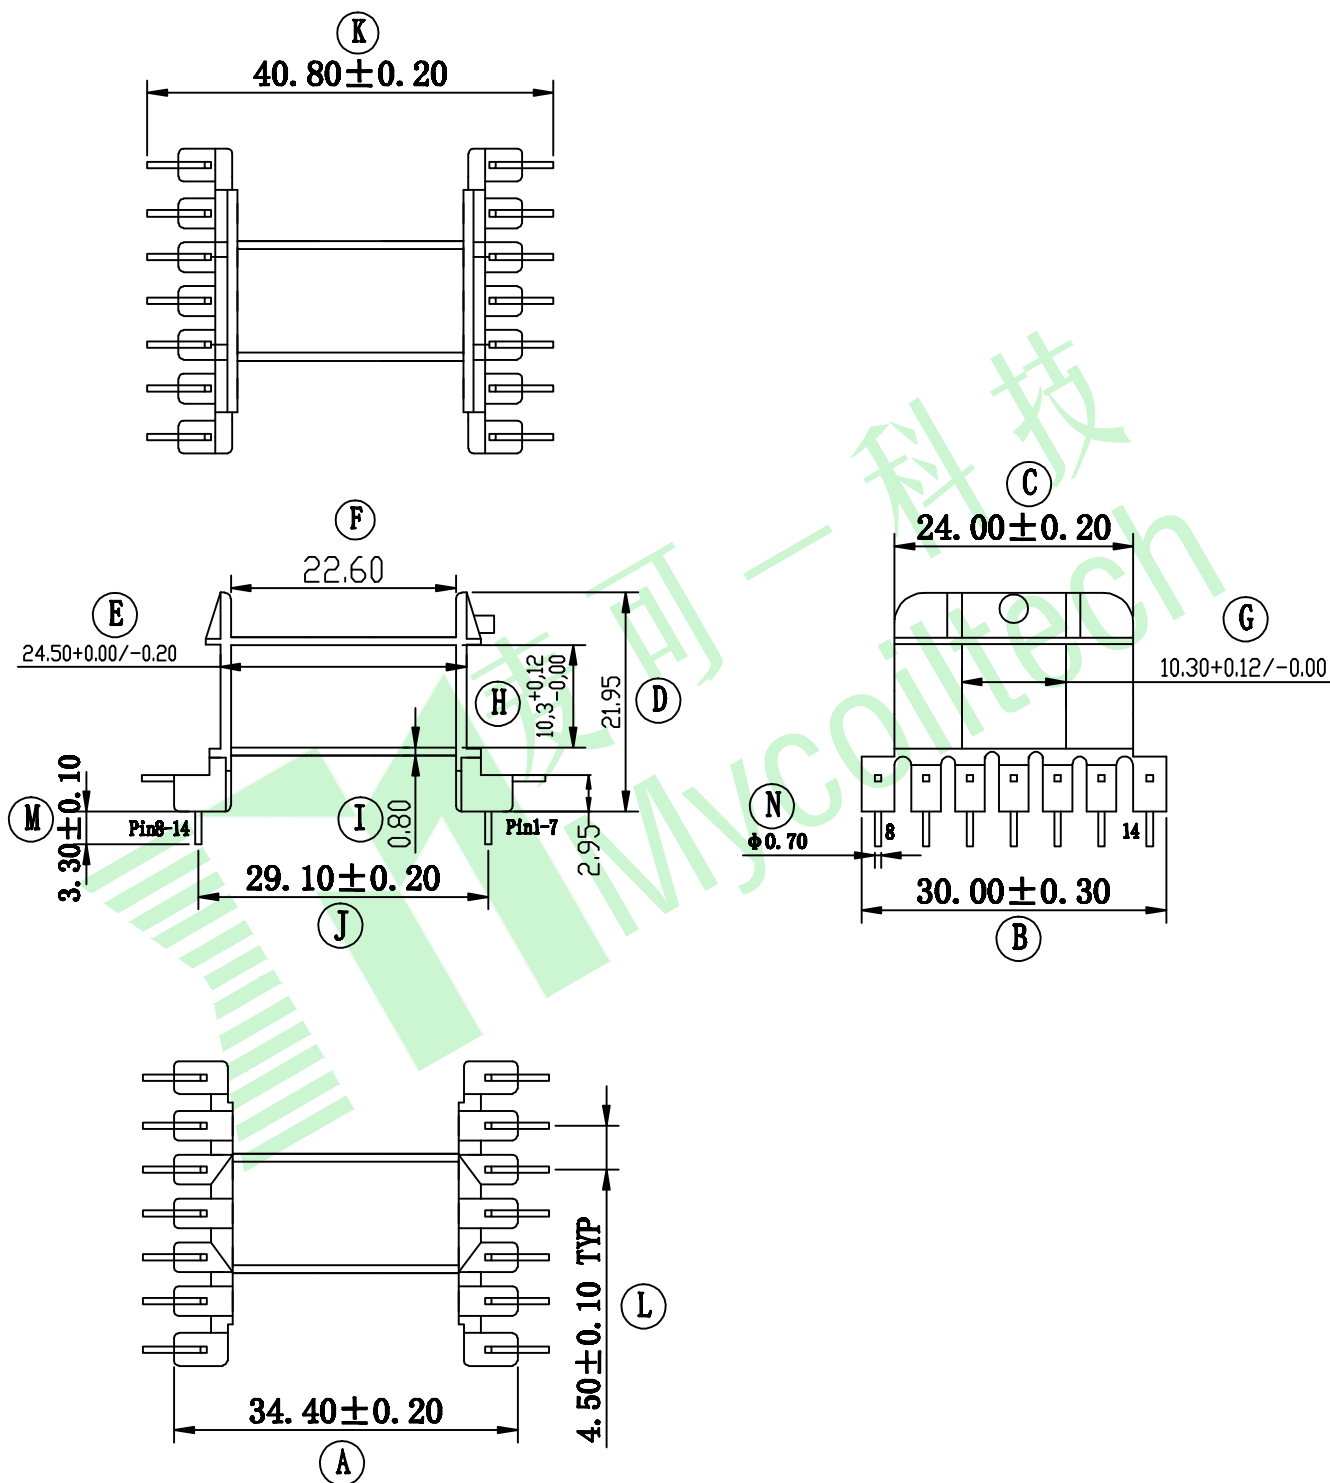 K
40.80±0.20
F
22.60
E
24.50+0.00/-0.20
H
10,3+0,12-0,00
21.95
D
C
24.00±0.20
G
10.30+0.12/-0.00
M
3.30±0.10
Pin8-14
I
0.80
Pin1-7
2.95
29.10±0.20
J
N
φ0.70
8
14
30.00±0.30
B
技可一科技
Mycoiltech
4.50±0.10 TYP
L
34.40±0.20
A